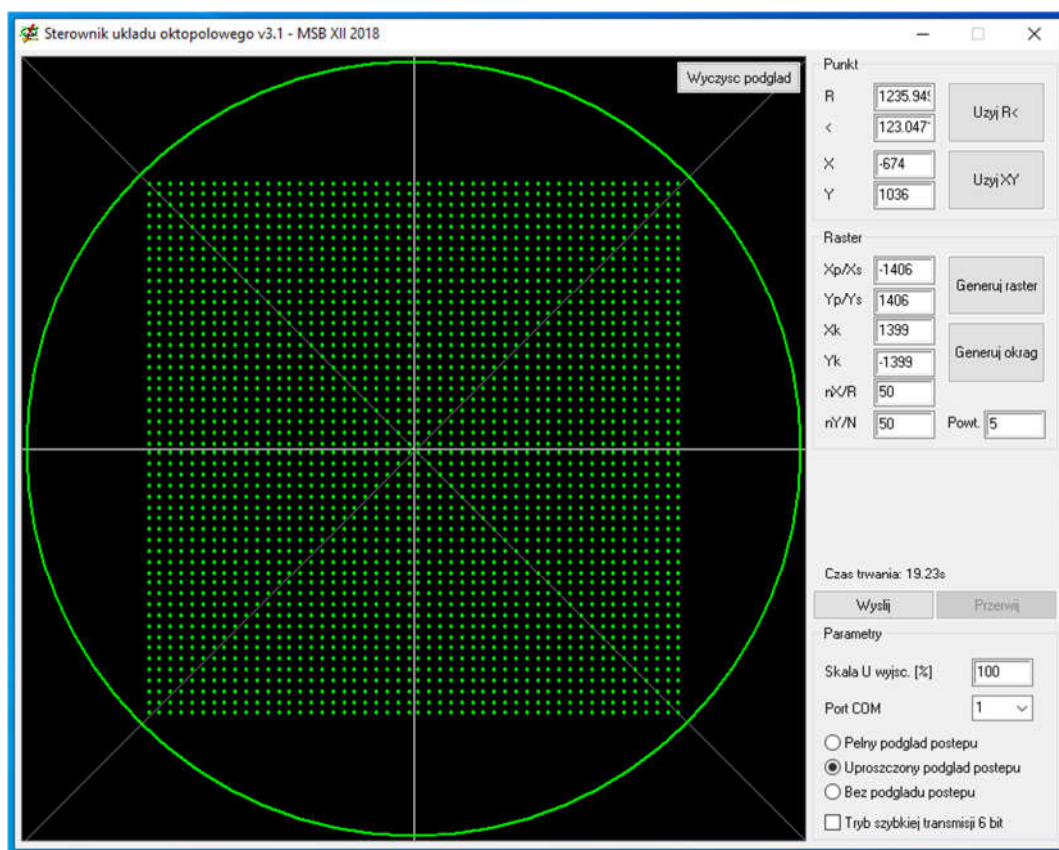 Sterownik ukladu oktopolowego v3.1 - MSB XII 2018
Wyczysc podglad
Punkt
R 1235.949 Uzyj R<
< 123.047
X -674 Uzyj XY
Y 1036
Raster
Xp/Xs -1406 Generuj raster
Yp/Ys 1406
Xk 1399 Generuj okrag
Yk -1399
nX/R 50
nY/N 50 Powt. 5
Czas trwania: 19.23s
Wyslij Przerwij
Parametry
Skala U wyjsc. [%] 100
Port COM 1
Pelny podglad postepu
Uproszczony podglad postepu
Bez podgladu postepu
Tryb szybkiej transmisji 6 bit